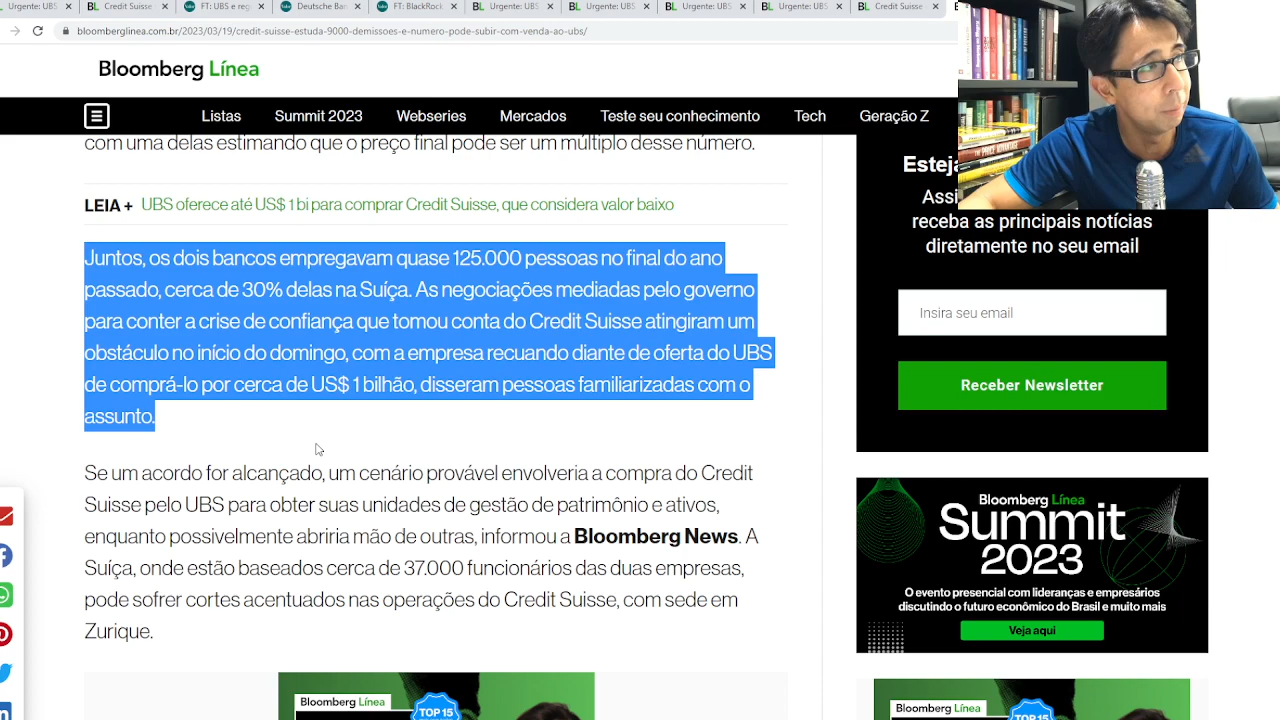 Urgente: UB
Credit Suisse
FT: UBS e reg
Deutsche Ban
FT: BlackRock
Urgente: UBS
Urgente: UBS
Urgente: UBS
Urgente: UBS
Credit Suisse
bloomberglinea.com.br/2023/03/19/credit-suisse-estuda-9000-demissoes-e-numero-pode-subir-com-venda-ao-ubs/
Bloomberg Línea
Listas
Summit 2023
Webseries
Mercados
Teste seu conhecimento
Tech
Geração Z
com uma delas estimando que o preço final pode ser um múltiplo desse número.
LEIA + UBS oferece até US$ 1 bi para comprar Credit Suisse, que considera valor baixo
Juntos, os dois bancos empregavam quase 125.000 pessoas no final do ano
passado, cerca de 30% delas na Suíça. As negociações mediadas pelo governo
para conter a crise de confiança que tomou conta do Credit Suisse atingiram um
obstáculo no início do domingo, com a empresa recuando diante de oferta do UBS
de comprá-lo por cerca de US$ 1 bilhão, disseram pessoas familiarizadas com o
assunto.
Se um acordo for alcançado, um cenário provável envolveria a compra do Credit
Suisse pelo UBS para obter suas unidades de gestão de patrimônio e ativos,
enquanto possivelmente abriria mão de outras, informou a Bloomberg News. A
Suíça, onde estão baseados cerca de 37.000 funcionários das duas empresas,
pode sofrer cortes acentuados nas operações do Credit Suisse, com sede em
Zurique.
Bloomberg Línea
TOP 15
Esteja
Assi
receba as principais notícias
diretamente no seu email
Insira seu email
Receber Newsletter
Bloomberg Línea
Summit
2023
O evento presencial com lideranças e empresários
discutindo o futuro econômico do Brasil e muito mais
Veja aqui
Bloomberg Línea
TOP 15
THE PRICE ADVANTAGE